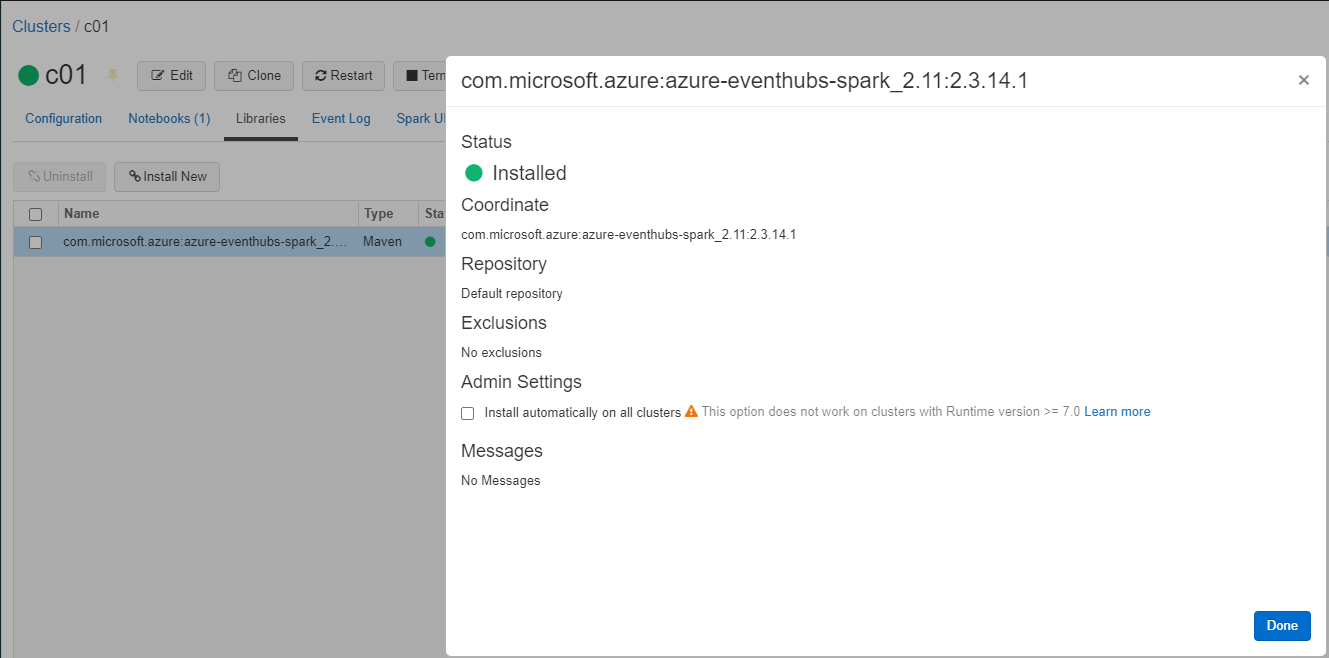 Clusters / c01
c01
Edit
Clone
Restart
Term
Configuration
Notebooks (1)
Libraries
Event Log
Spark UI
Uninstall
Install New
Name
Type
Sta
com.microsoft.azure:azure-eventhubs-spark_2....
Maven
com.microsoft.azure:azure-eventhubs-spark_2.11:2.3.14.1
×
Status
Installed
Coordinate
com.microsoft.azure:azure-eventhubs-spark_2.11:2.3.14.1
Repository
Default repository
Exclusions
No exclusions
Admin Settings
Install automatically on all clusters This option does not work on clusters with Runtime version >= 7.0 Learn more
Messages
No Messages
Done